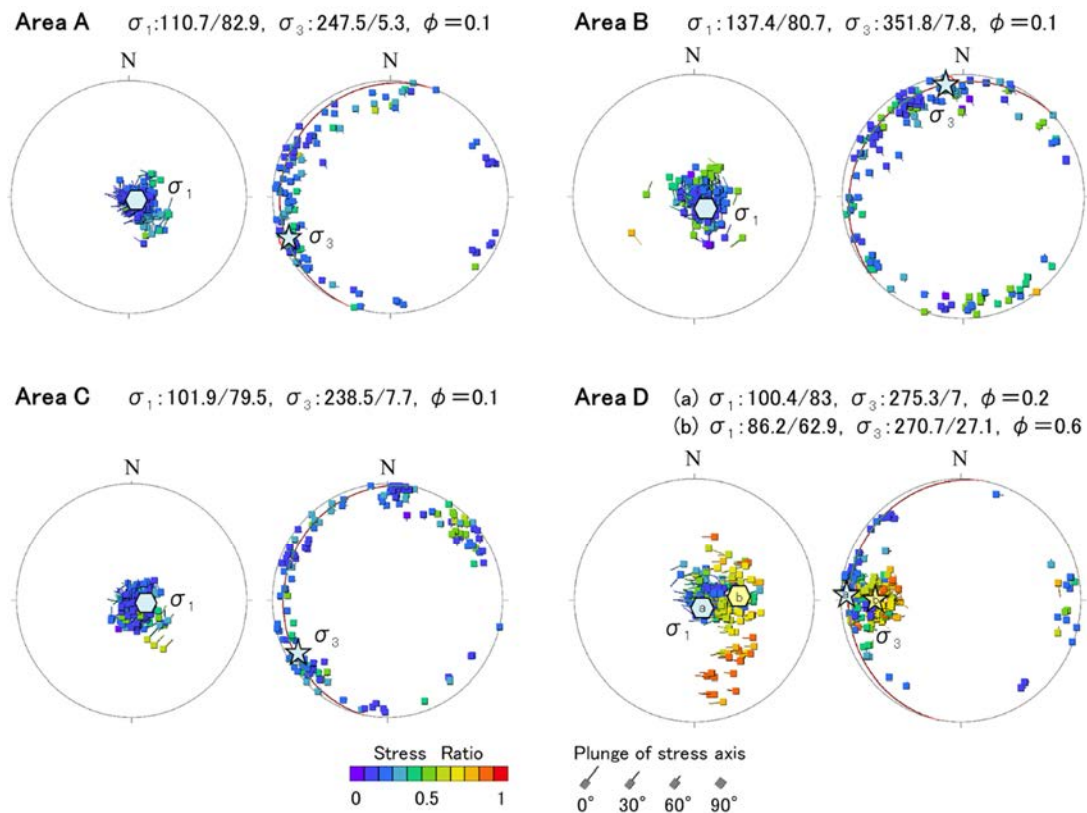 Area A σ₁:110.7/82.9, σ₃:247.5/5.3, ϕ=0.1
N
σ₁
σ₃
Area B σ₁:137.4/80.7, σ₃:351.8/7.8, ϕ=0.1
N
σ₁
σ₃
Area C σ₁:101.9/79.5, σ₃:238.5/7.7, ϕ=0.1
N
N
σ₁
σ₃
Area D (a) σ₁:100.4/83, σ₃:275.3/7, ϕ=0.2
(b) σ₁:86.2/62.9, σ₃:270.7/27.1, ϕ=0.6
N
N
a
b
σ₁
σ₃
Stress Ratio
0 0.5 1
Plunge of stress axis
0° 30° 60° 90°